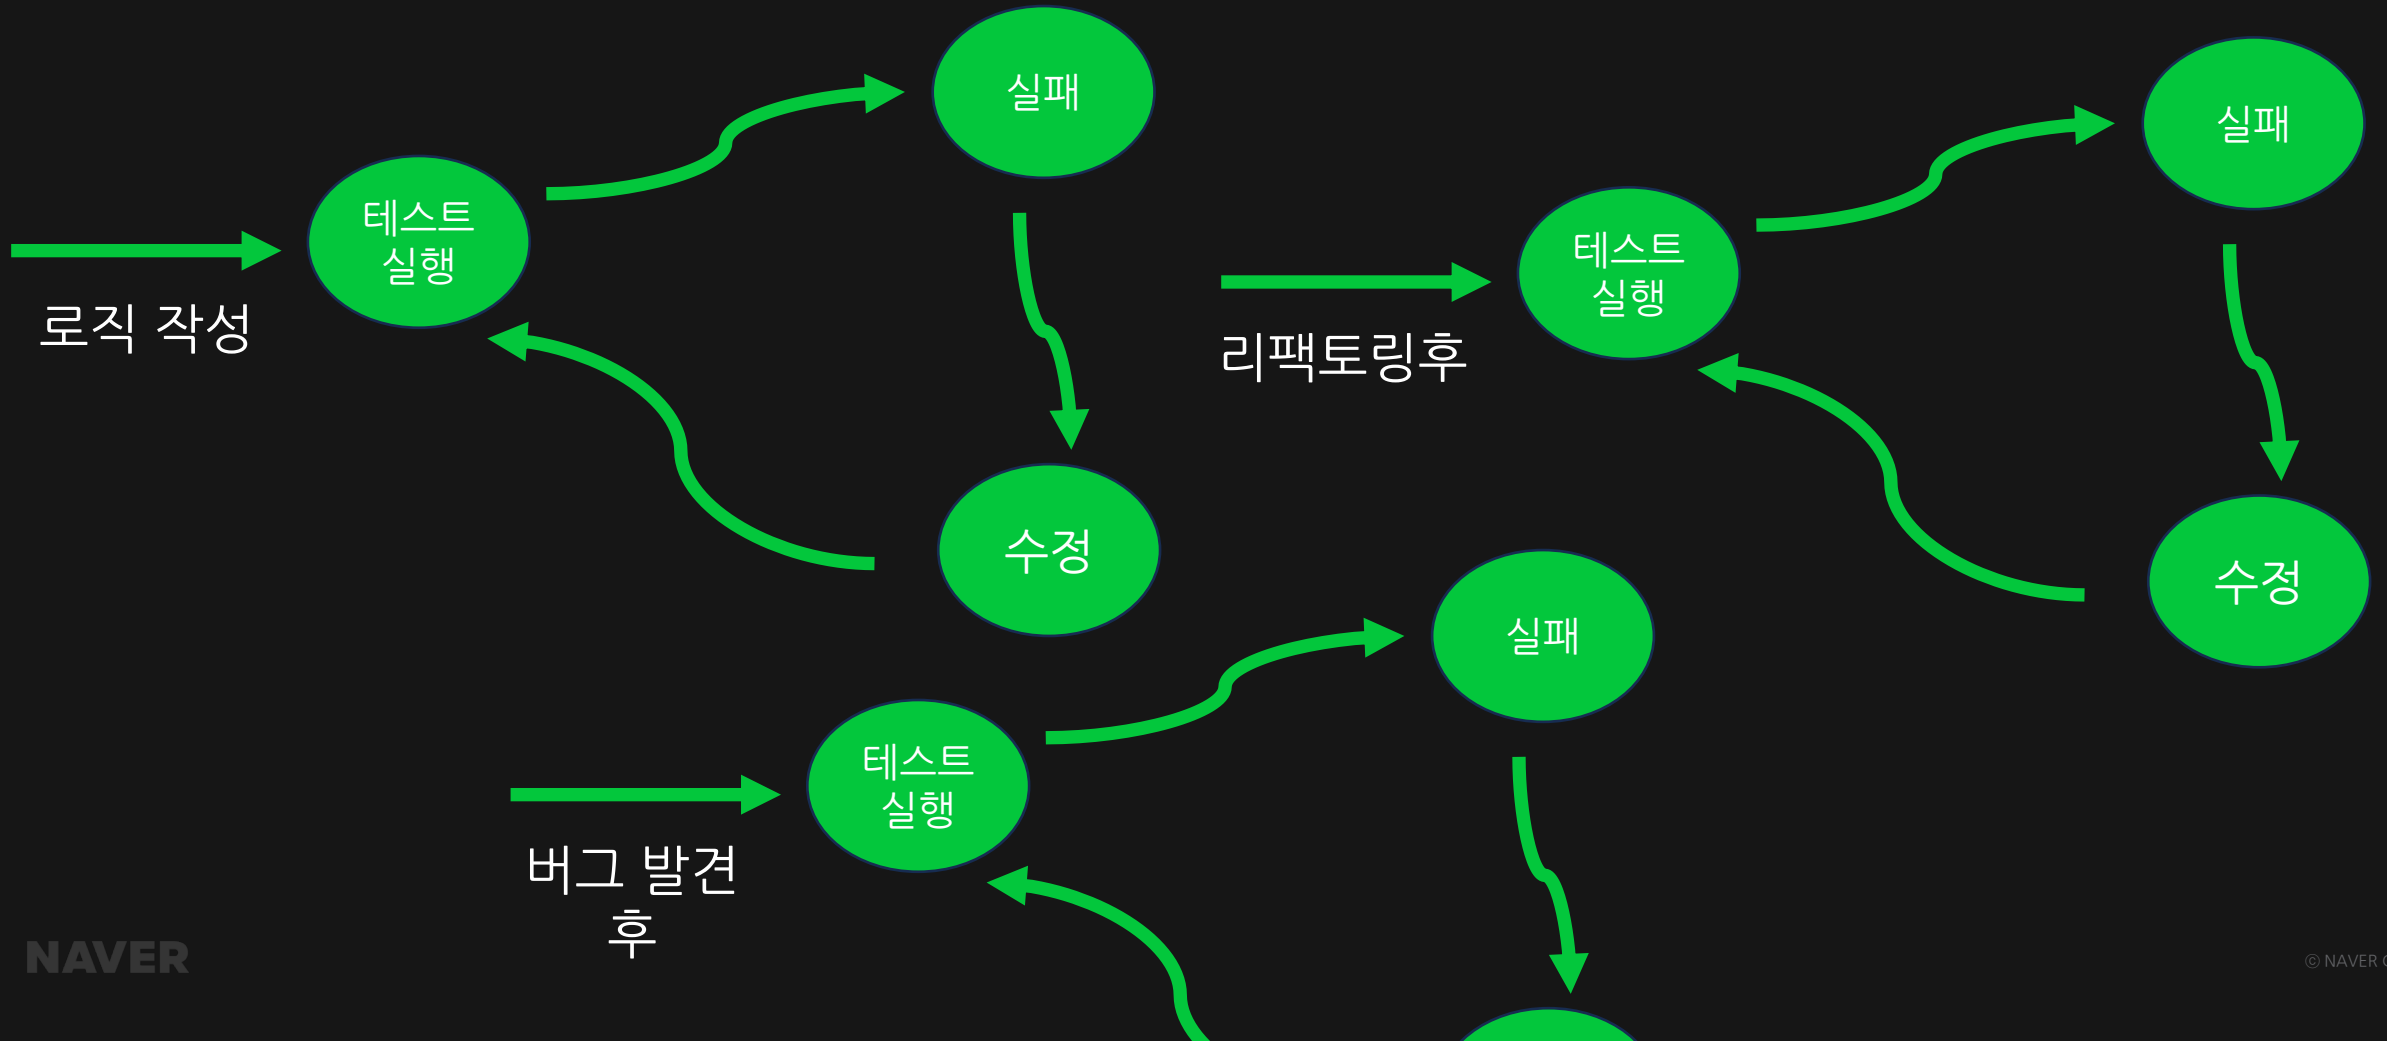 실패
테스트
실행
로직 작성
수정
실패
테스트
실행
리팩토링후
수정
실패
테스트
실행
버그 발견
후
NAVER
ⓒ NAVER